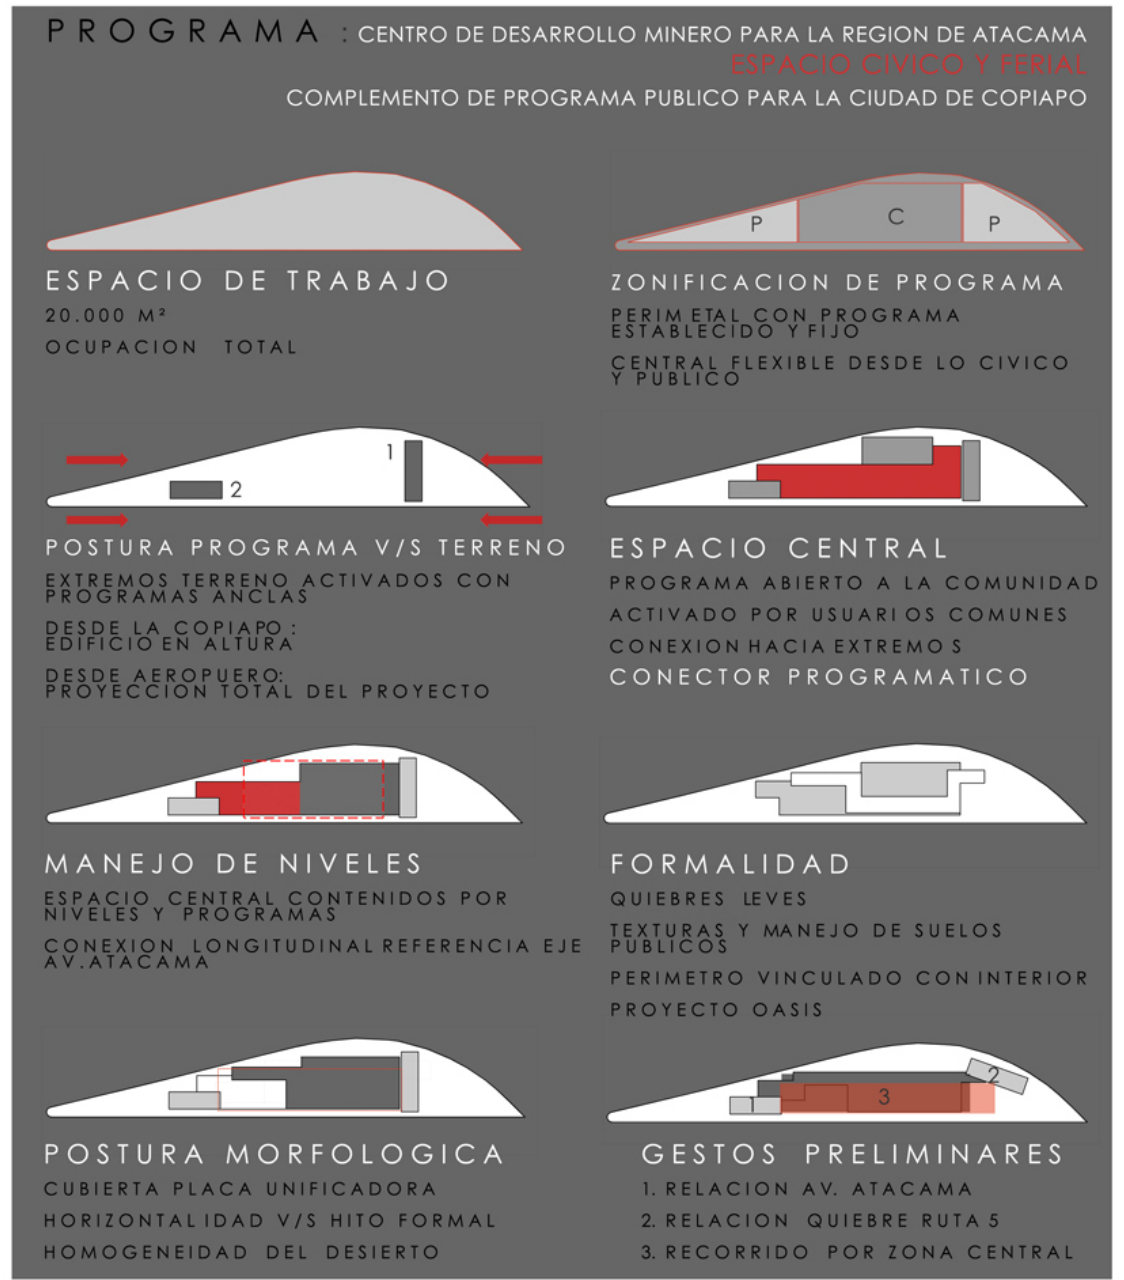 PROGRAMA : CENTRO DE DESARROLLO MINERO PARA LA REGION DE ATACAMA
ESPACIO CIVICO Y FERIAL
COMPLEMENTO DE PROGRAMA PUBLICO PARA LA CIUDAD DE COPIAPO
ESPACIO DE TRABAJO
20.000 M²
OCUPACION TOTAL
P C P
ZONIFICACION DE PROGRAMA
PERIMETAL CON PROGRAMA
ESTABLECIDO Y FIJO
CENTRAL FLEXIBLE DESDE LO CIVICO
Y PUBLICO
1
2
POSTURA PROGRAMA V/S TERRENO
EXTREMOS TERRENO ACTIVADOS CON
PROGRAMAS ANCLAS
DESDE LA COPIAPO :
EDIFICIO EN ALTURA
DESDE AEROPUERO:
PROYECCION TOTAL DEL PROYECTO
ESPACIO CENTRAL
PROGRAMA ABIERTO A LA COMUNIDAD
ACTIVADO POR USUARIOS COMUNES
CONEXION HACIA EXTREMOS
CONECTOR PROGRAMATICO
MANEJO DE NIVELES
ESPACIO CENTRAL CONTENIDOS POR
NIVELES Y PROGRAMAS
CONEXION LONGITUDINAL REFERENCIA EJE
AV.ATACAMA
FORMALIDAD
QUIEBRES LEVES
TEXTURAS Y MANEJO DE SUELOS
PUBLICOS
PERIMETRO VINCULADO CON INTERIOR
PROYECTO OASIS
POSTURA MORFOLOGICA
CUBIERTA PLACA UNIFICADORA
HORIZONTALIDAD V/S HITO FORMAL
HOMOGENEIDAD DEL DESIERTO
2
1 3
GESTOS PRELIMINARES
1. RELACION AV. ATACAMA
2. RELACION QUIEBRE RUTA 5
3. RECORRIDO POR ZONA CENTRAL